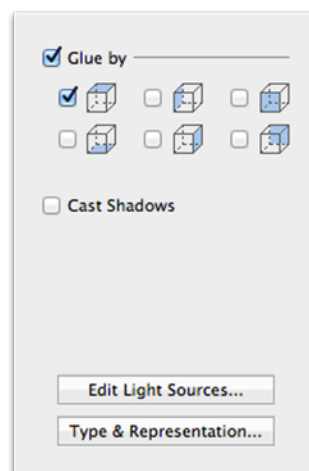 Glue by
Cast Shadows
Edit Light Sources...
Type & Representation...